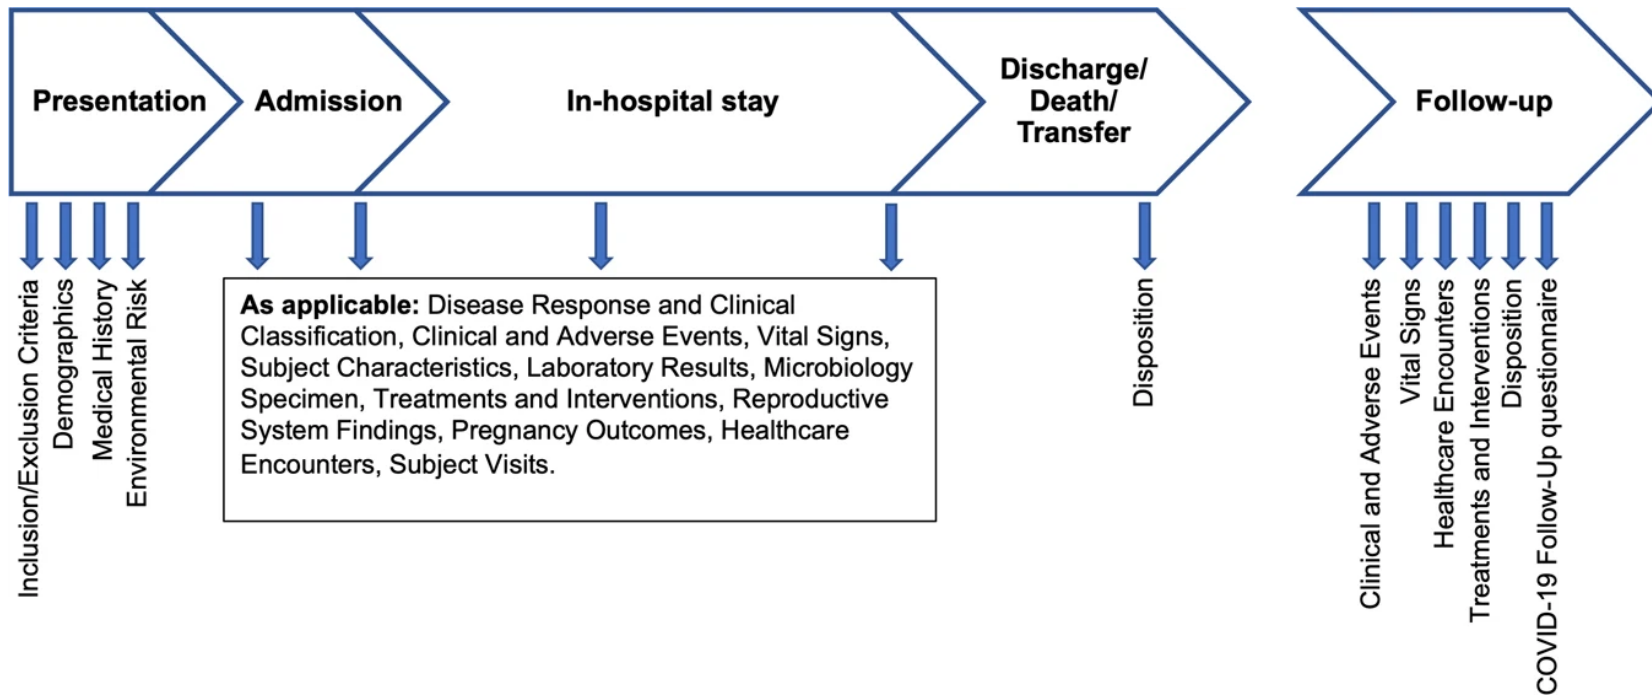 Presentation
Admission
In-hospital stay
Discharge/
Death/
Transfer
Follow-up
Inclusion/Exclusion Criteria
Demographics
Medical History
Environmental Risk
As applicable: Disease Response and Clinical
Classification, Clinical and Adverse Events, Vital Signs,
Subject Characteristics, Laboratory Results, Microbiology
Specimen, Treatments and Interventions, Reproductive
System Findings, Pregnancy Outcomes, Healthcare
Encounters, Subject Visits.
Disposition
Clinical and Adverse Events
Vital Signs
Healthcare Encounters
Treatments and Interventions
Disposition
COVID-19 Follow-Up questionnaire